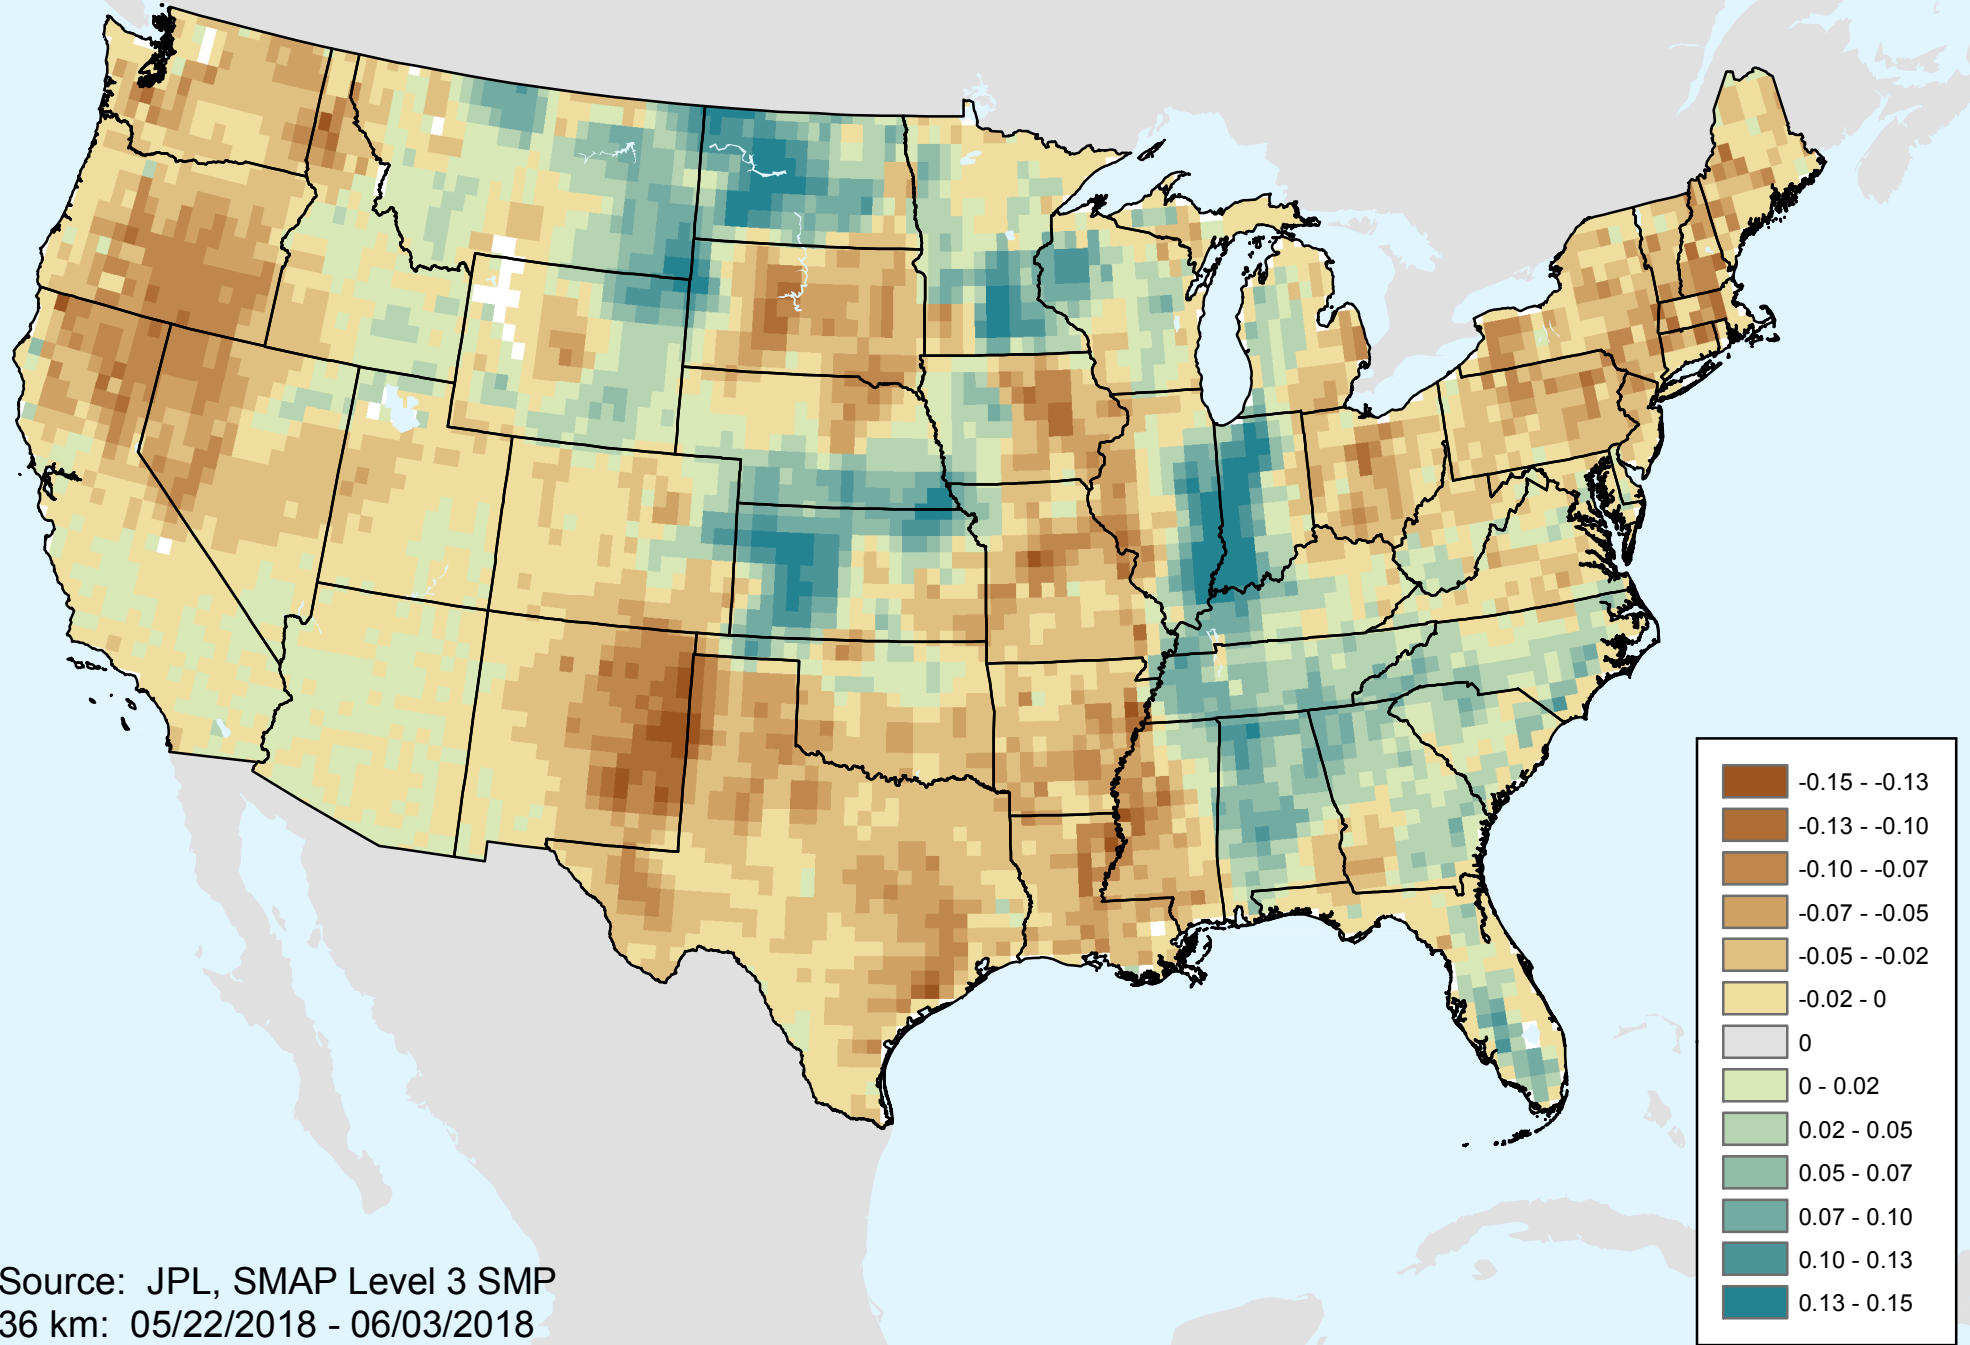 -0.15 - -0.13
-0.13 - -0.10
-0.10 - -0.07
-0.07 - -0.05
-0.05 - -0.02
-0.02 - 0
0
0 - 0.02
0.02 - 0.05
0.05 - 0.07
0.07 - 0.10
0.10 - 0.13
0.13 - 0.15
Source:  JPL, SMAP Level 3 SMP
36 km:  05/22/2018 - 06/03/2018